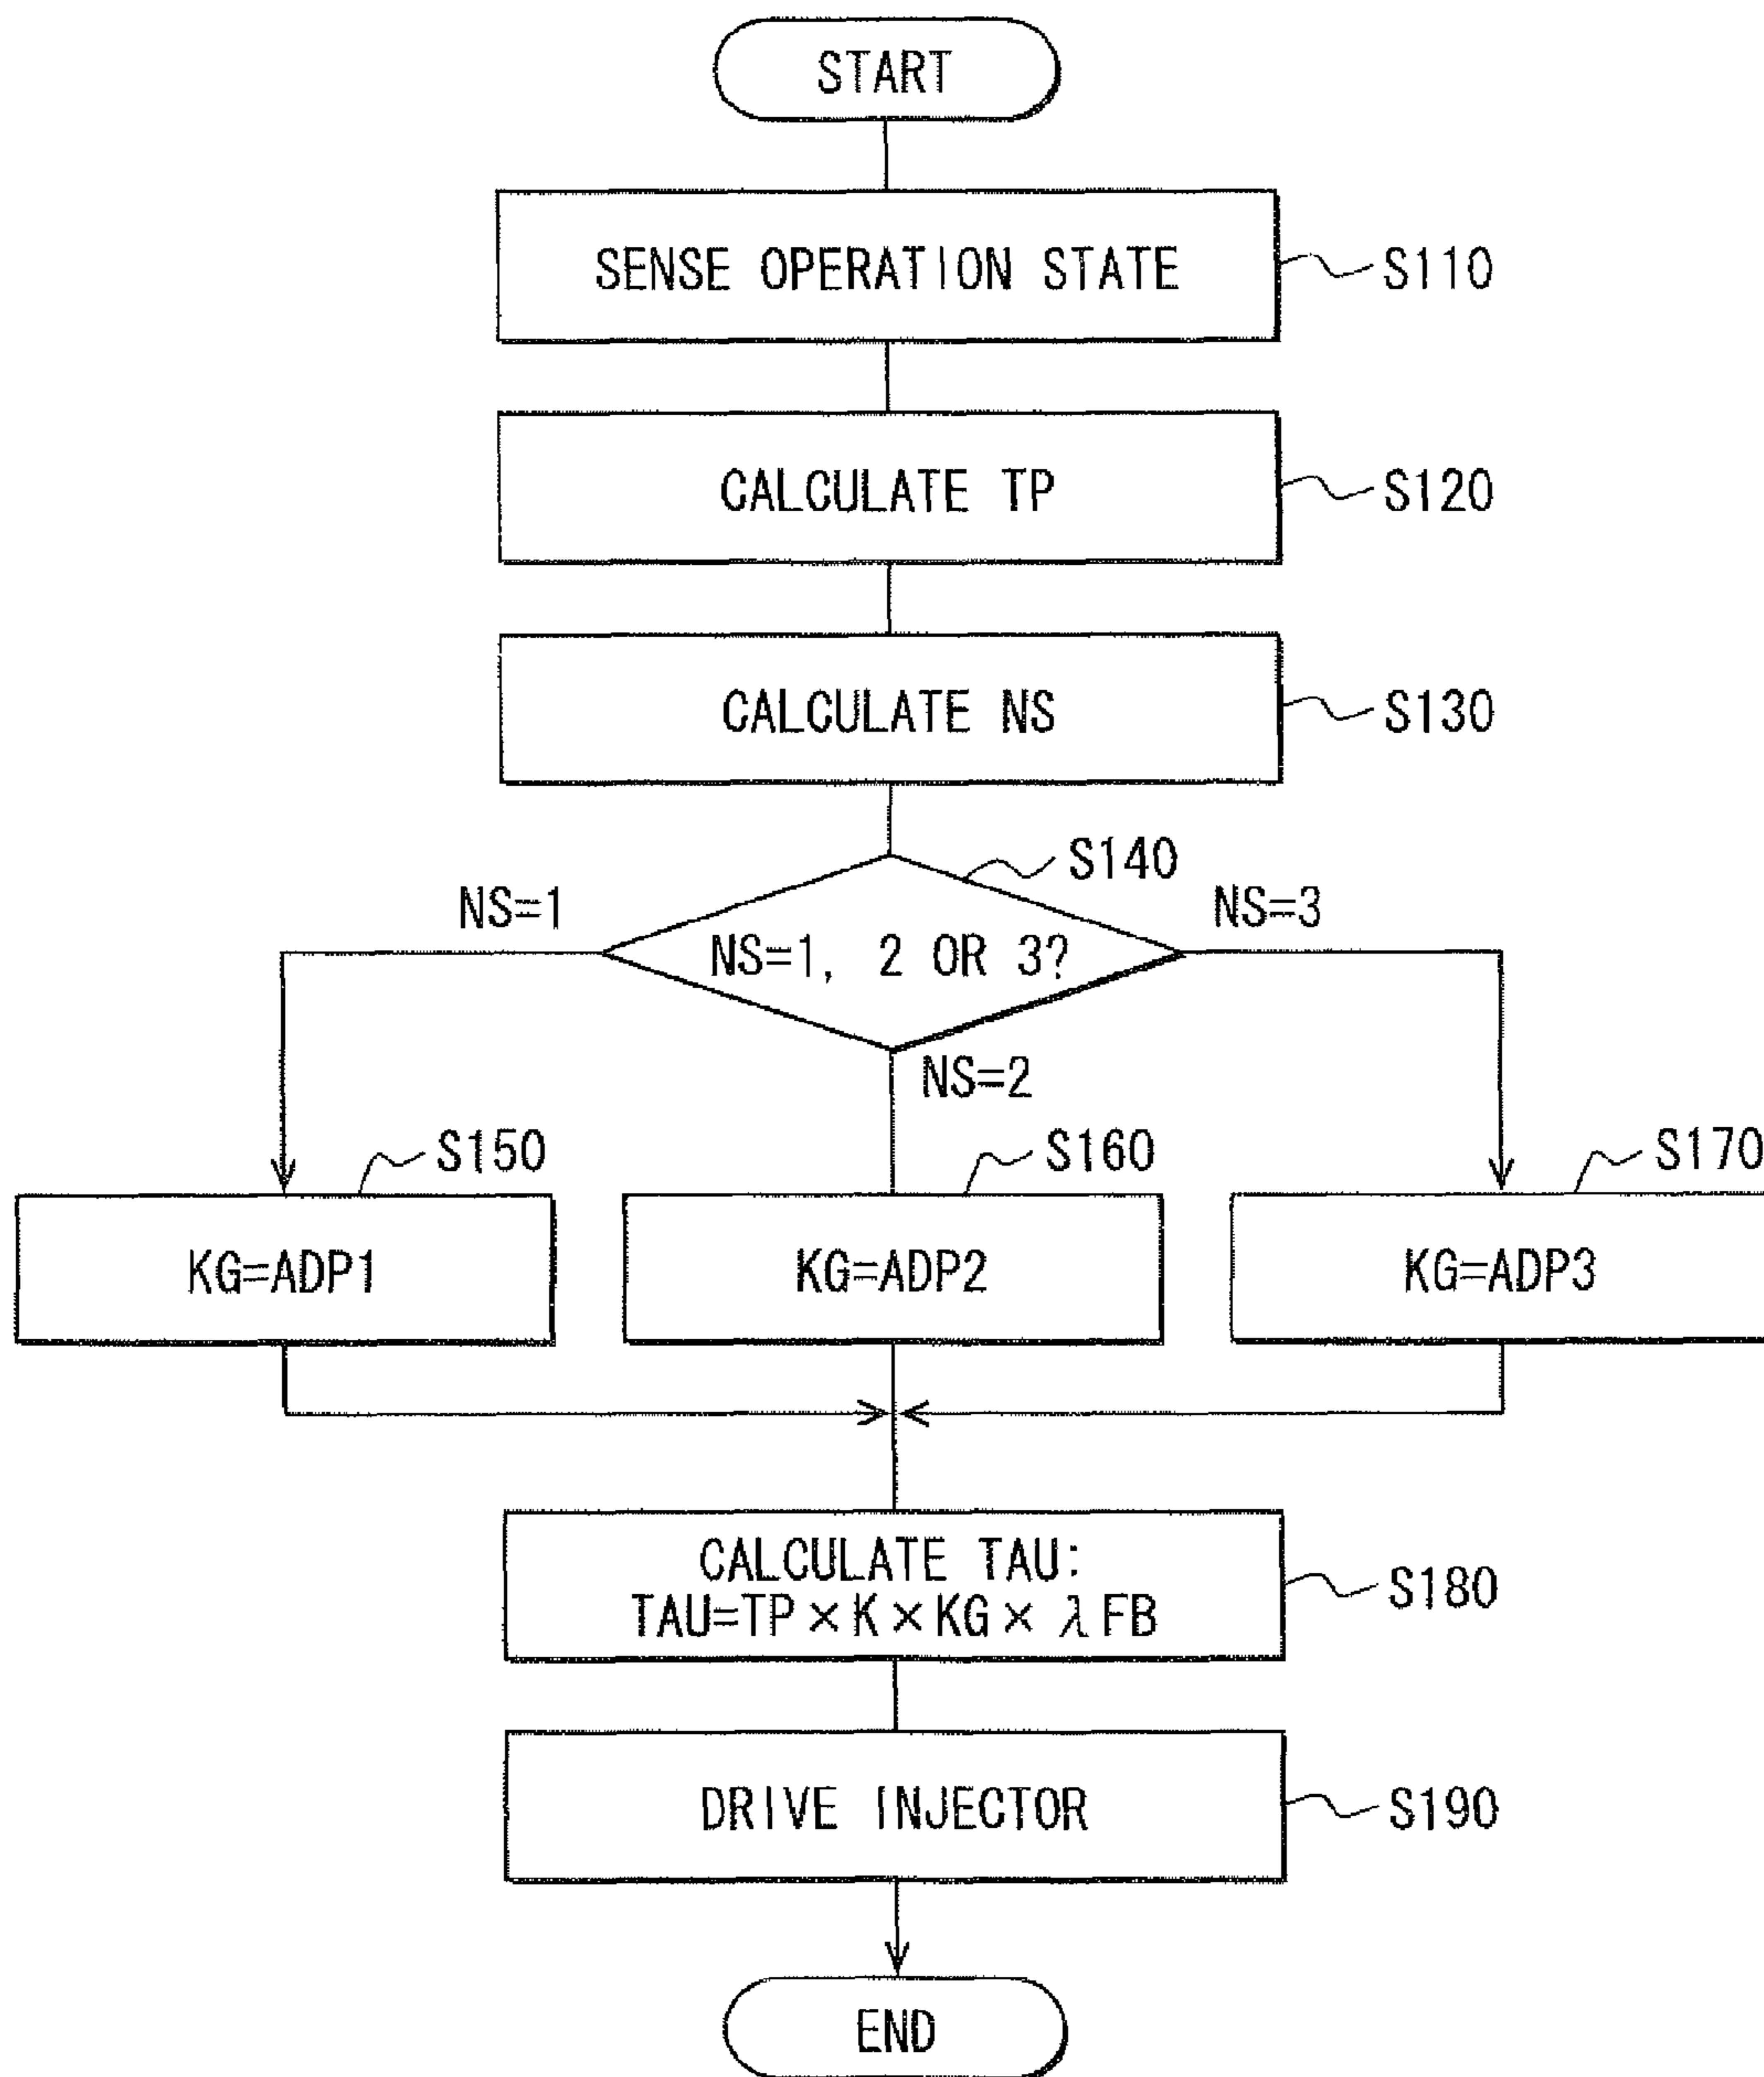 START
SENSE OPERATION STATE
S110
CALCULATE TP
S120
CALCULATE NS
S130
S140
NS=1
NS=3
NS=1, 2 OR 3?
NS=2
S150
S160
S170
KG=ADP1
KG=ADP2
KG=ADP3
CALCULATE TAU:
TAU=TP×K×KG×λFB
S180
DRIVE INJECTOR
S190
END